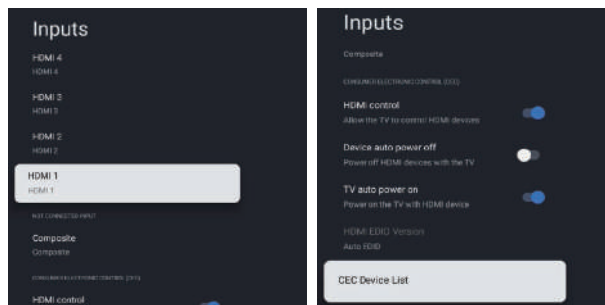 Inputs
HDMI 4
HDMI 4
HDMI 3
HDMI 3
HDMI 2
HDMI 2
HDMI 1
HDMI 1
NOT CONNECTED INPUT
Composite
Composite
CONSUMER ELECTRONIC CONTROL (CEC)
HDMI control
Inputs
Composite
CONSUMER ELECTRONIC CONTROL (CEC)
HDMI control
Allow the TV to control HDMI devices
Device auto power off
Power off HDMI devices with the TV
TV auto power on
Power on the TV with HDMI device
HDMI EDID Version
Auto EDID
CEC Device List